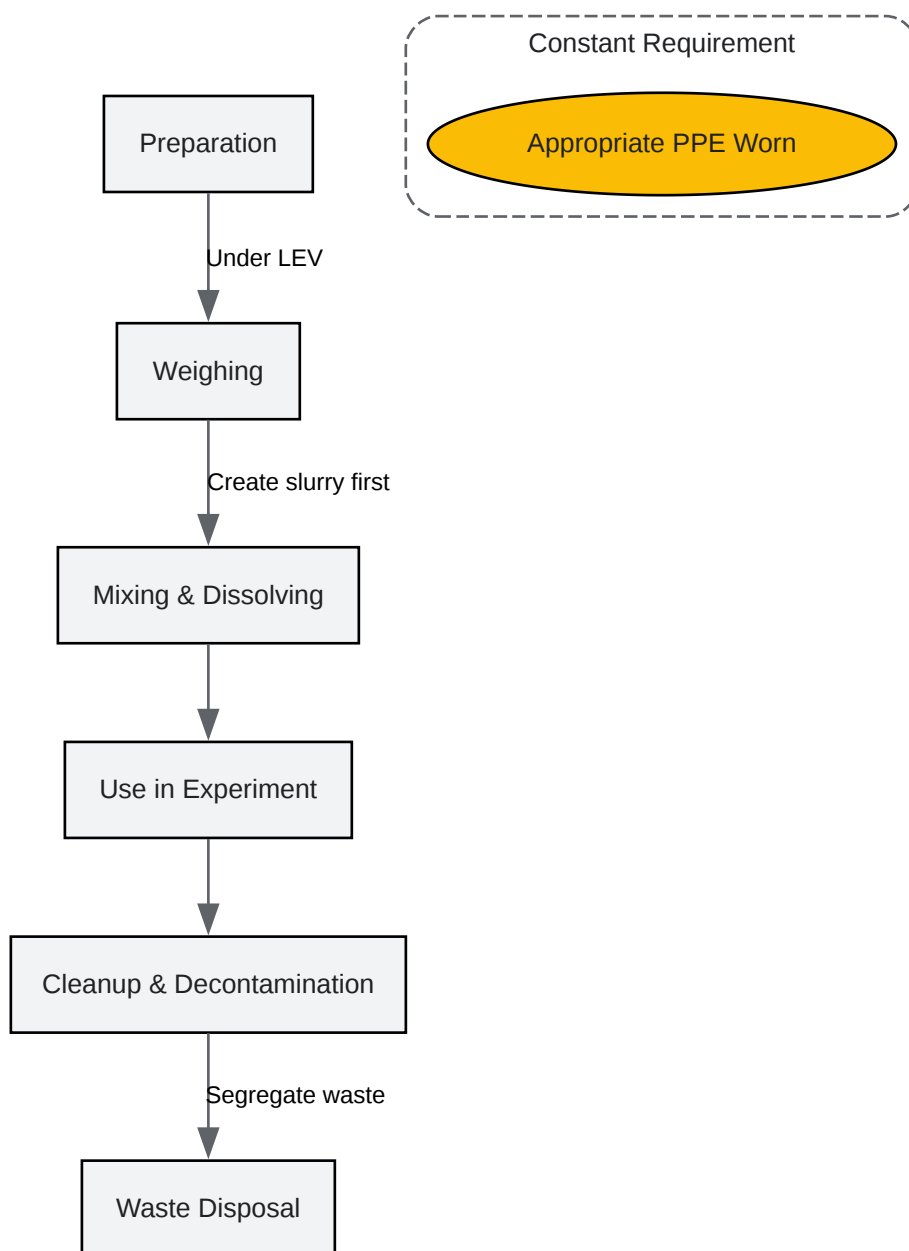 Constant Requirement
Appropriate PPE Worn
Preparation
Under LEV
Weighing
Create slurry first
Mixing & Dissolving
Use in Experiment
Cleanup & Decontamination
Segregate waste
Waste Disposal